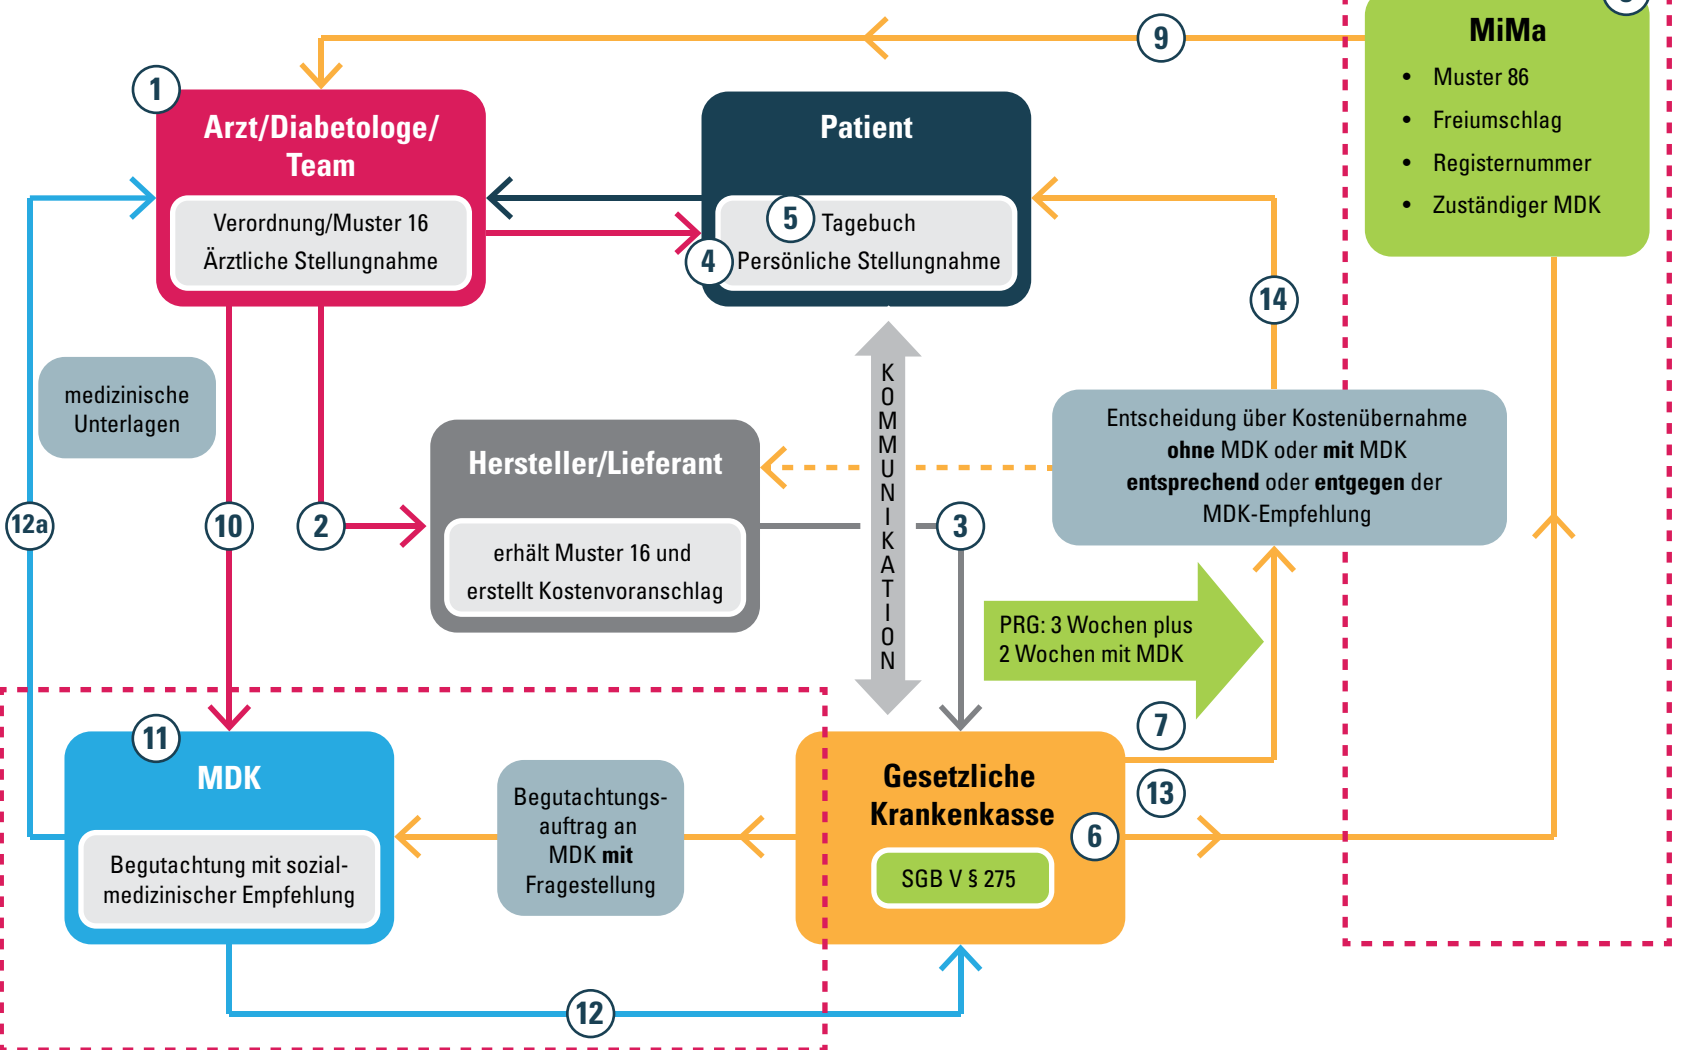 MiMa
• Muster 86
• Freiumschlag
• Registernummer
• Zuständiger MDK
9
1
Arzt/Diabetologe/
Team
Verordnung/Muster 16
Ärztliche Stellungnahme
Patient
5 Tagebuch
4 Persönliche Stellungnahme
14
medizinische
Unterlagen
KOMMUNIKATION
Hersteller/Lieferant
erhält Muster 16 und
erstellt Kostenvoranschlag
Entscheidung über Kostenübernahme
ohne MDK oder mit MDK
entsprechend oder entgegen der
MDK-Empfehlung
12a
10
2
3
PRG: 3 Wochen plus
2 Wochen mit MDK
11
MDK
Begutachtung mit sozial-
medizinischer Empfehlung
Begutachtungs-
auftrag an
MDK mit
Fragestellung
Gesetzliche
Krankenkasse
SGB V § 275
7
13
6
12